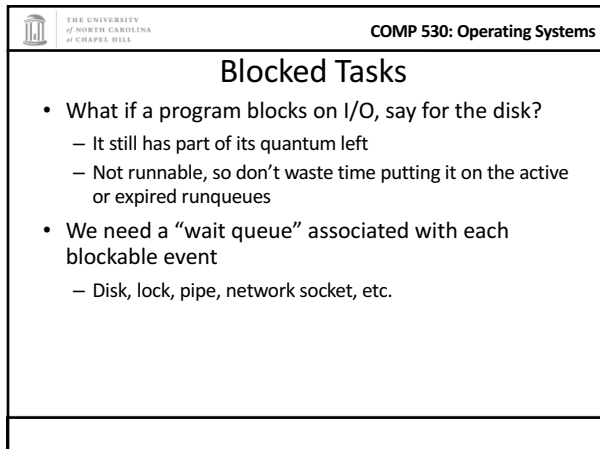 THE UNIVERSITY
of NORTH CAROLINA
at CHAPEL HILL
COMP 530: Operating Systems
Blocked Tasks
• What if a program blocks on I/O, say for the disk?
– It still has part of its quantum left
– Not runnable, so don’t waste time putting it on the active
or expired runqueues
• We need a “wait queue” associated with each
blockable event
– Disk, lock, pipe, network socket, etc.